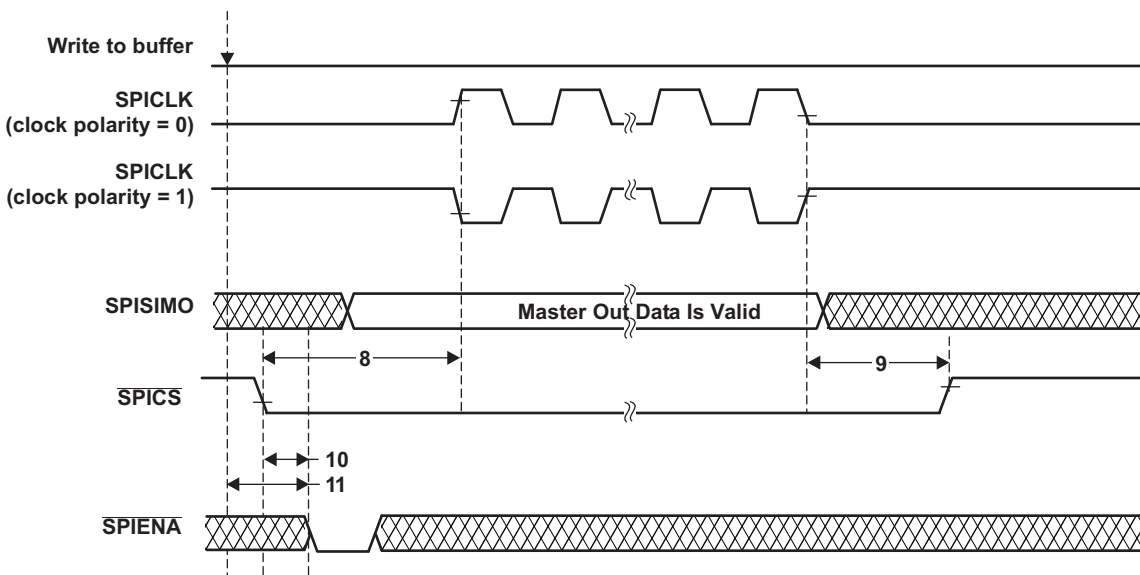 Write to buffer
SPICLK
(clock polarity = 0)
SPICLK
(clock polarity = 1)
SPISIMO
Master Out Data Is Valid
8
9
SPICS
10
11
SPIENA